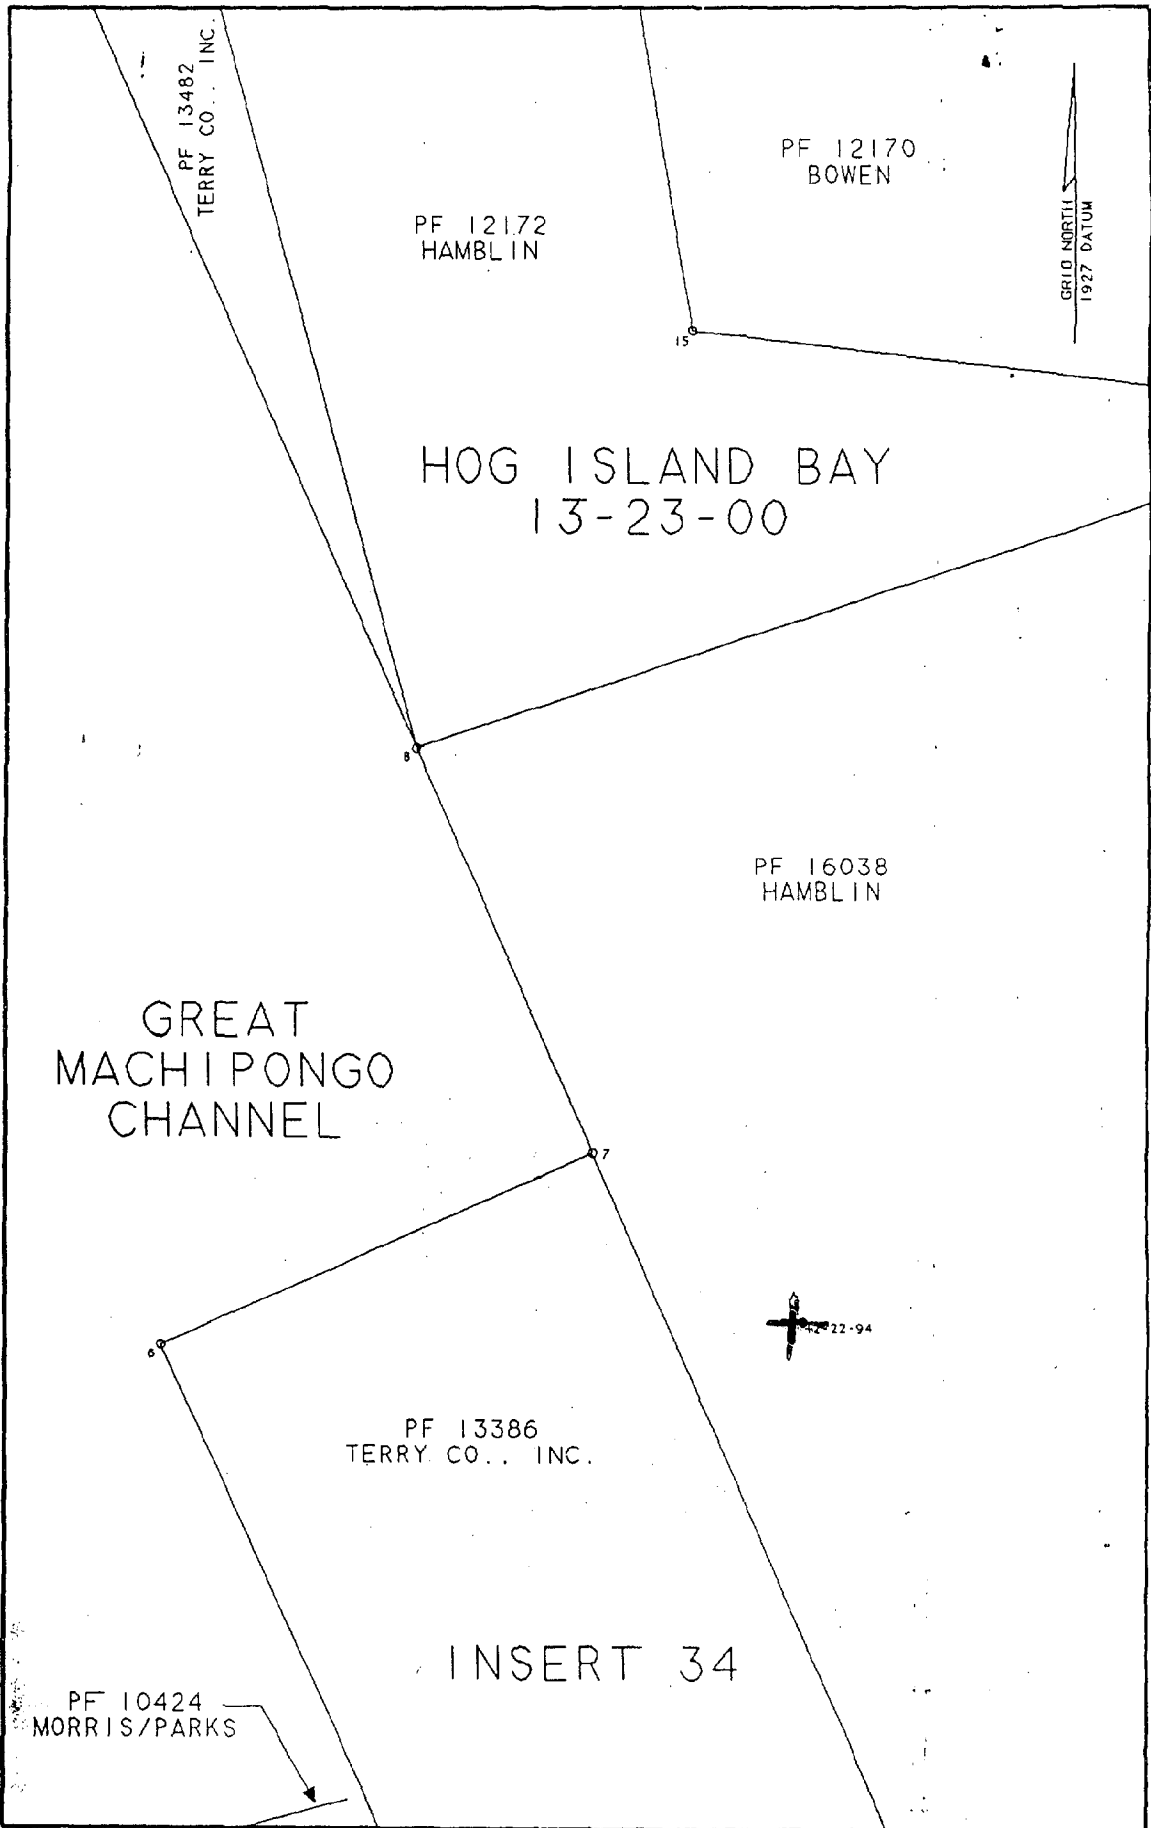 PF 13482
TERRY CO., INC.
PF 12172
HAMBLIN
PF 12170
BOWEN
GRID NORTH
1927 DATUM
15
HOG ISLAND BAY
13-23-00
8
PF 16038
HAMBLIN
GREAT
MACHIPONGO
CHANNEL
7
6
PF 13386
TERRY CO., INC.
INSERT 34
PF 10424
MORRIS/PARKS